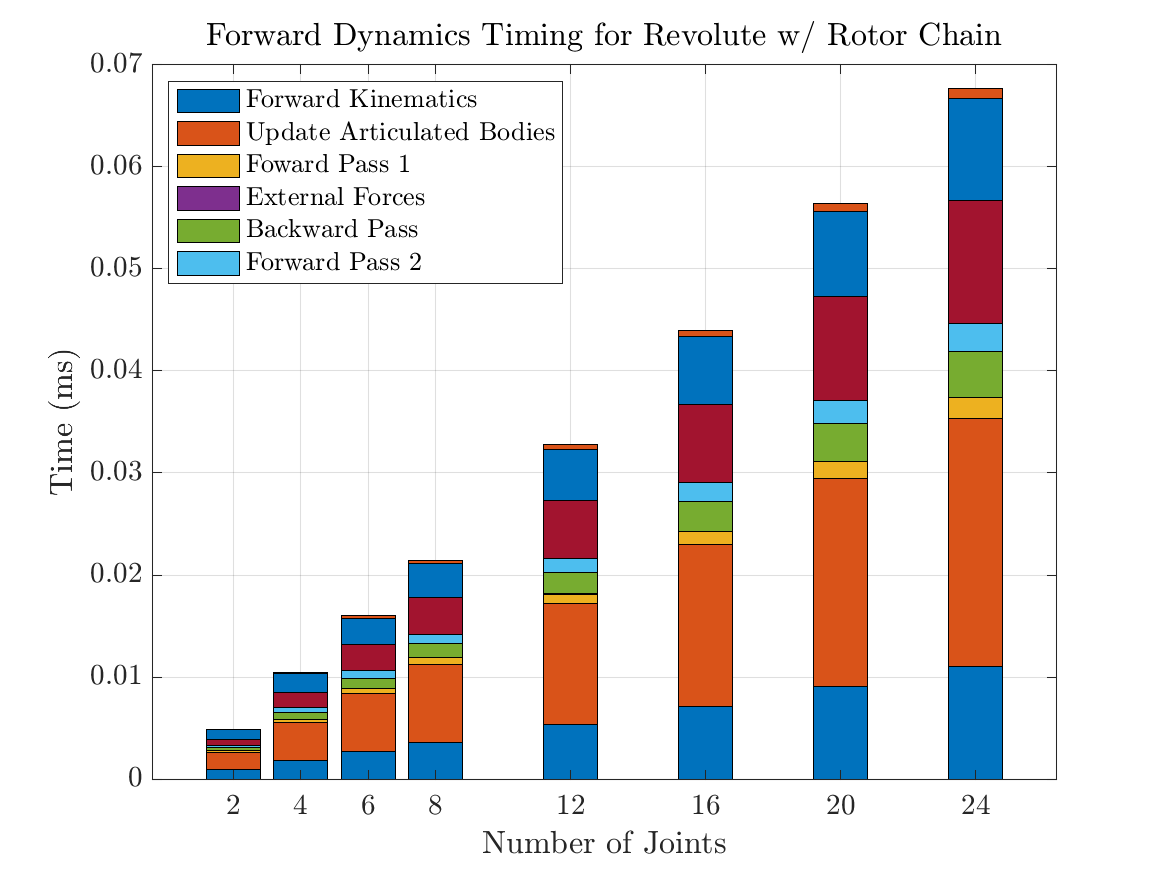 Forward Dynamics Timing for Revolute w/ Rotor Chain
0.07
0.06
0.05
0.04
0.03
0.02
0.01
0
Time (ms)
Forward Kinematics
Update Articulated Bodies
Foward Pass 1
External Forces
Backward Pass
Forward Pass 2
2 4 6 8 12 16 20 24
Number of Joints